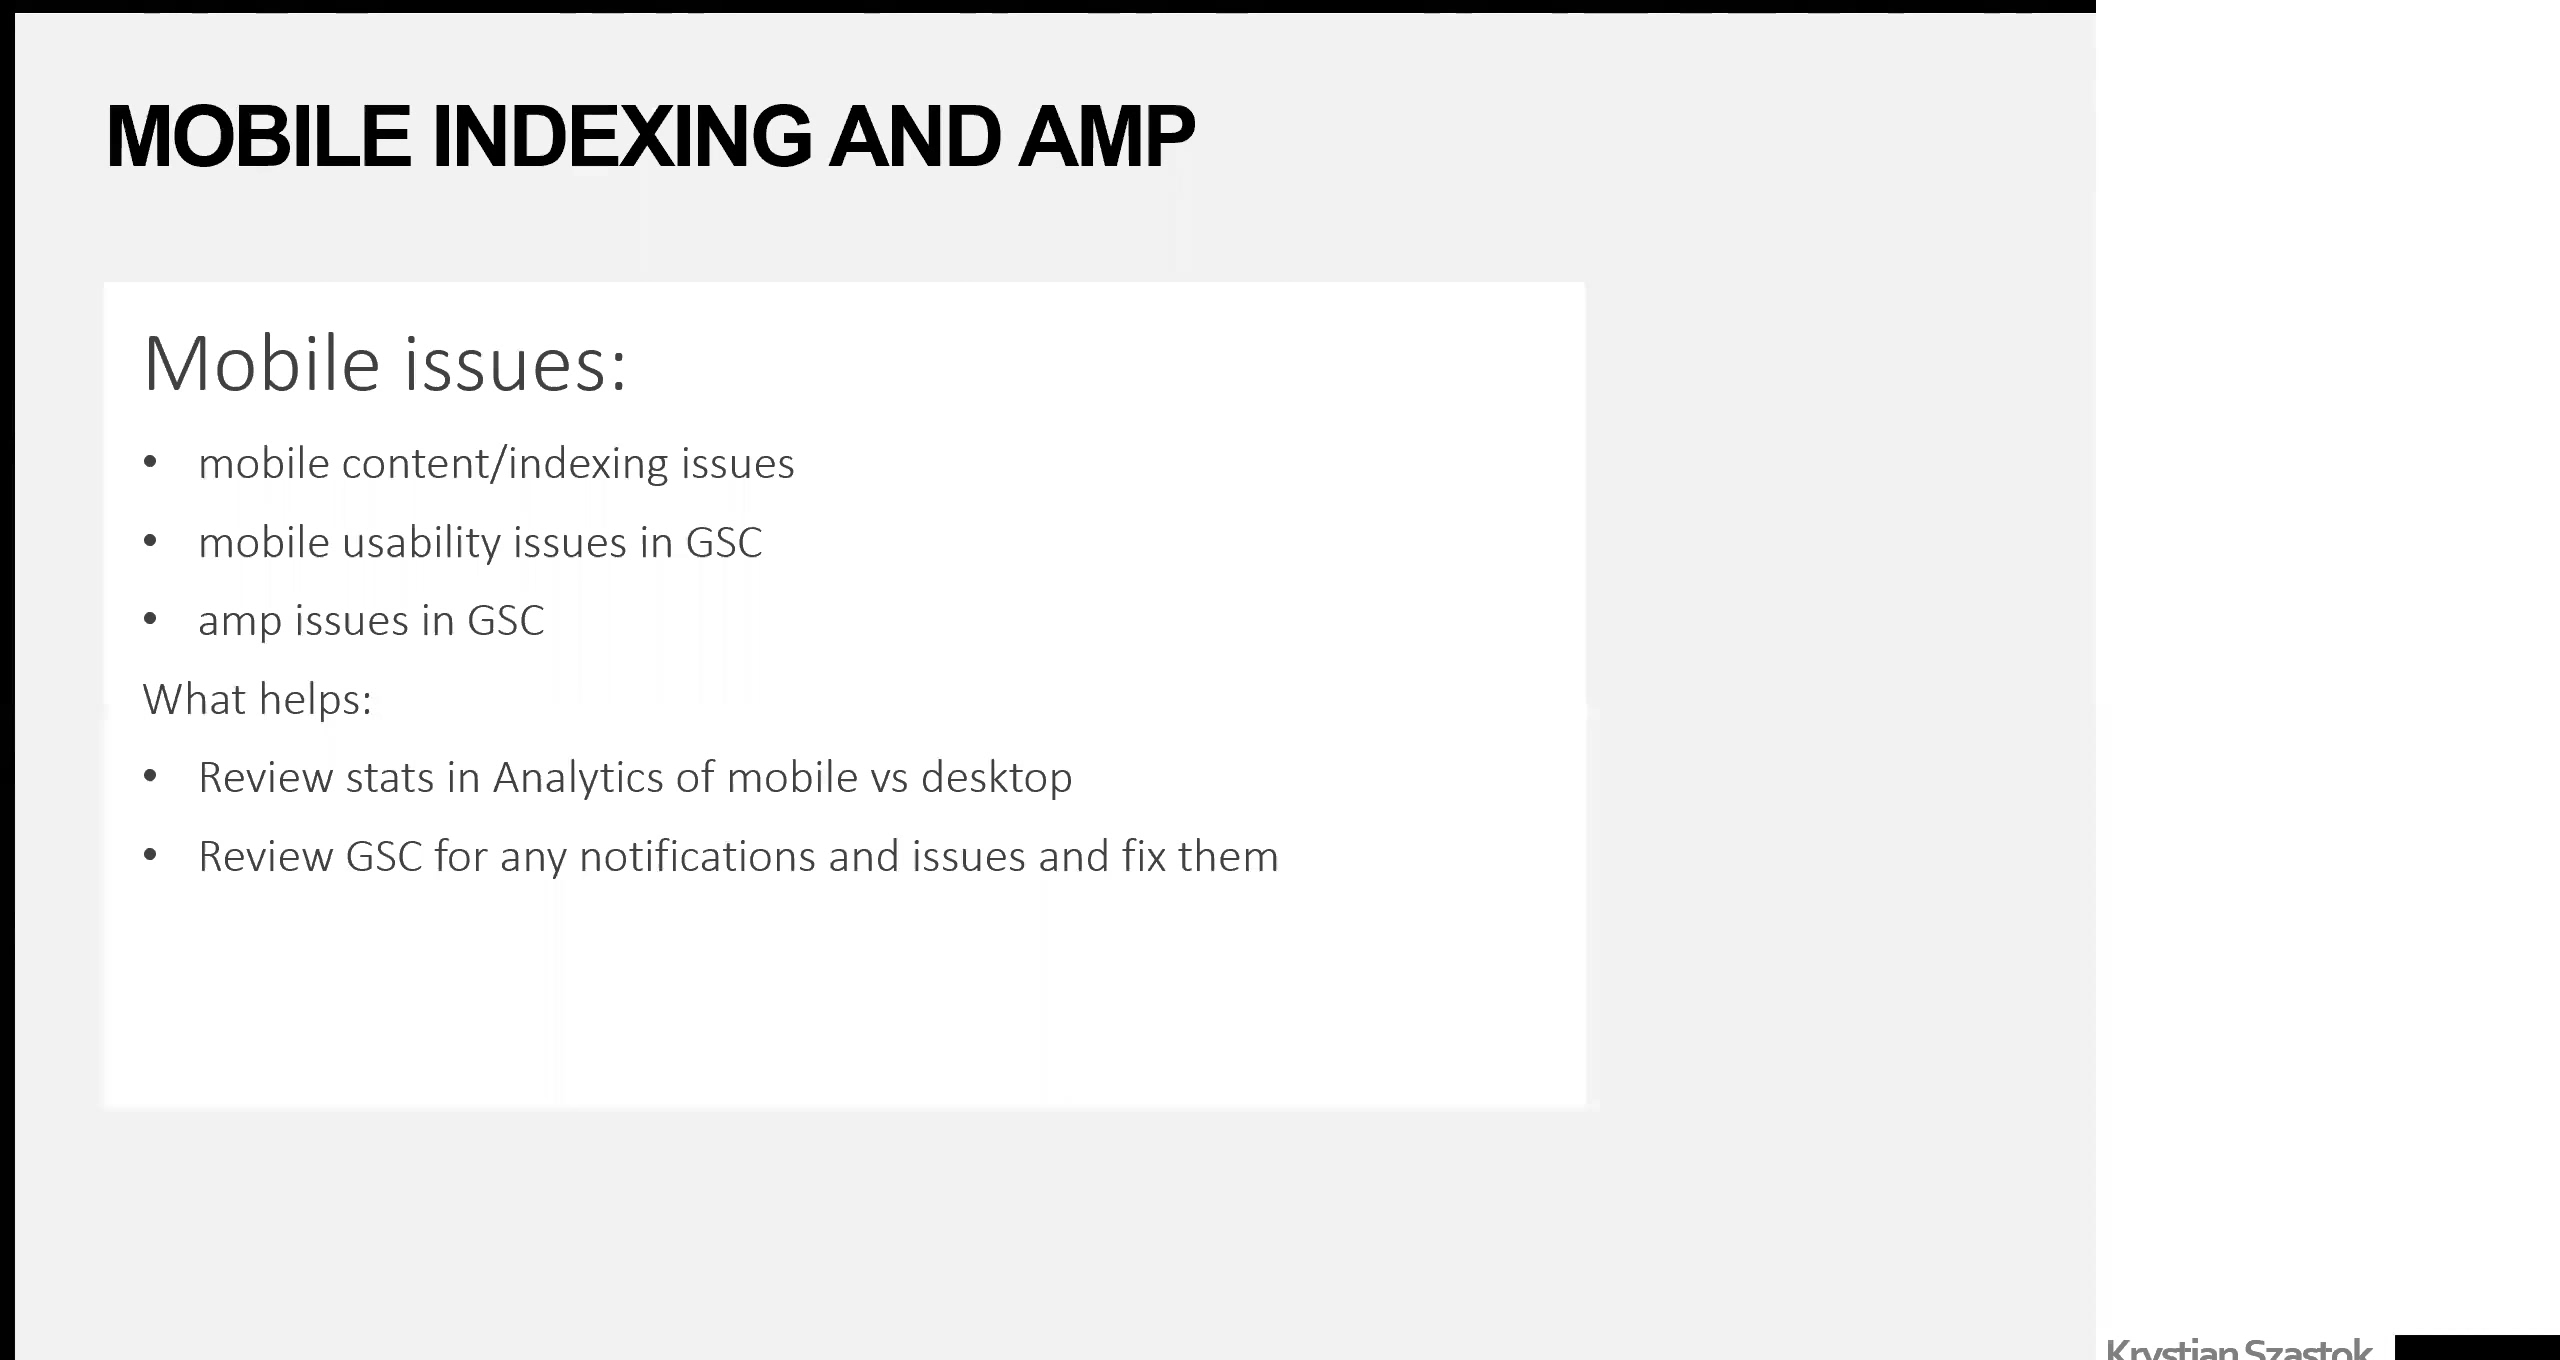 MOBILE INDEXING AND AMP
Mobile issues:
• mobile content/indexing issues
• mobile usability issues in GSC
• amp issues in GSC
What helps:
• Review stats in Analytics of mobile vs desktop
• Review GSC for any notifications and issues and fix them
Krystian Szastok